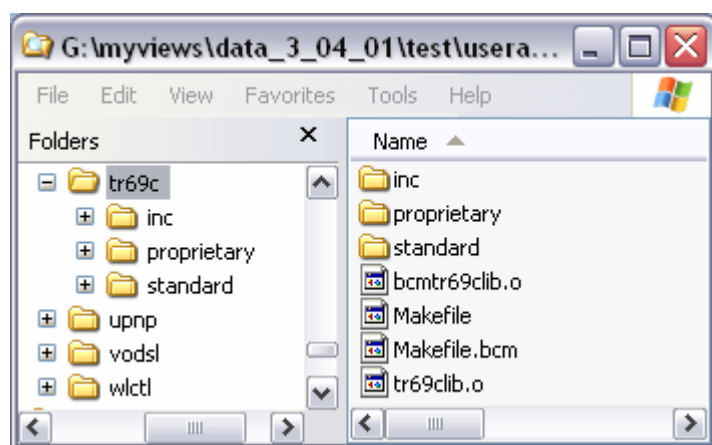 G:\myviews\data_3_04_01\test\usera...
File Edit View Favorites Tools Help
Folders x
tr69c
inc
proprietary
standard
upnp
vodsl
wlctl
Name
inc
proprietary
standard
bcmtr69clib.o
Makefile
Makefile.bcm
tr69clib.o